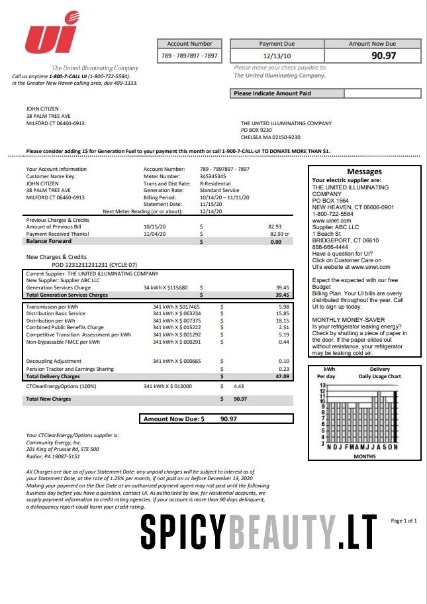 ui
The United Illuminating Company
Call us anytime 1-800-7-CALL UI (1-800-722-5584).
in the Greater New Haven calling area, due 499-3333.
Account Number Payment Due Amount Now Due
789 - 7897897 - 7897 12/13/10 90.97
Please make your check payable to.
The United Illuminating Company.
Please Indicate Amount Paid
JOHN CITIZEN
28 PALM TREE AVE
MILFORD CT 06460-6913
THE UNITED ILLUMINATING COMPANY
PO BOX 9230
CHELSEA MA 02150-9230
Please consider adding 1$ for Generation Fuel to your payment this month or call 1-900-7-CALL-UI TO DONATE MORE THAN $1.
Your Account Information
Customer Name Key:
JOHN CITIZEN
28 PALM TREE AVE
MILFORD CT 06460-6913
Account Number: 789 - 7897897 - 7897
Meter Number: 345345453
Trans and Dist Rate: R-Residential
Generation Rate: Standard Service
Billing Period: 10/14/20 – 11/11/20
Statement Date: 11/15/20
Next Meter Reading (or or about): 12/14/20
Previous Charges & Credits
Amount of Previous Bill 10/15/20 $ 82.93
Payment Received Thanks! 11/04/20 $ 82.93 cr
Balance Forward $ 0.00
New Charges & Credits
POD 1231231231231 (CYCLE 07)
Current Supplier: THE UNITED ILLUMINATING COMPANY
New Supplier: Supplier ABC LLC
Generation Services Charge 34 kWh X $115680 $ 39.45
Total Generation Services Charges $ 39.45
Transmission per kWh 341 kWh X $017465 $ 5.98
Distribution Basic Service 341 kWh X $ 063234 $ 15.85
Distribution per kWh 341 kWh X $ 007375 $ 18.15
Combined Public Benefits Charge 341 kWh X $ 015222 $ 2.51
Competitive Transition Assessment per kWh 341 kWh X $ 001292 $ 5.19
Non-Bypassable FMCC per kWh 341 kWh X $ 000291 $ 0.44
Decoupling Adjustment 341 kWh X $ 000665 $ 0.10
Pension Tracker and Earnings Sharing $ 0.23
Total Delivery Charges $ 47.09
CTClearEnergyOptions (100%) 341 kWh X $ 013000 $ 4.43
Total New Charges $ 90.97
Amount Now Due: $ 90.97
Messages
Your electric supplier are:
THE UNITED ILLUMINATING
COMPANY
PO BOX 1564
NEW HEAVEN, CT 06606-0901
1-800-722-5584
www.uinet.com
Supplier ABC LLC
1 Beach St
BRIDGEPORT, CT 06610
888-666-4444
Have a question for UI?
Click on Customer Care on
UI's website at www.uinet.com
Expect the expected with our free
Budget
Billing Plan. Your UI bills are evenly
distributed throughout the year. Call
UI to sign up today.
MONTHLY MONEY-SAVER
Is your refrigerator leaking energy?
Check by shutting a piece of paper in
the door. If the paper slides out
without resistance, your refrigerator
may be leaking cold air.
kWh Delivery
Per day Daily Usage Chart
13
12
11
10
9
8
7
6
5
4
3
N D J F M A M J J A S O N
MONTHS
Your CTClearEnergyOptions supplier is:
Community Energy, Inc.
201 King of Prussia Rd, STE 500
Radlor, PA 19087-5151
All Charges are due as of your Statement Date: any unpaid charges will be subject to interest as of
your Statement Date, at the rate of 1.25% per month, if not paid on or before December 13, 2020
Making your payment on the Due Date at an authorized payment agent may not post until the following
business day before you have a question, contact UI. As authorized by law, for residential accounts, we
supply payment information to credit rating agencies. If your account is more than 90 days delinquent,
a delinquency report could harm your credit rating.
SPICYBEAUTY.LT
Page 1 of 1